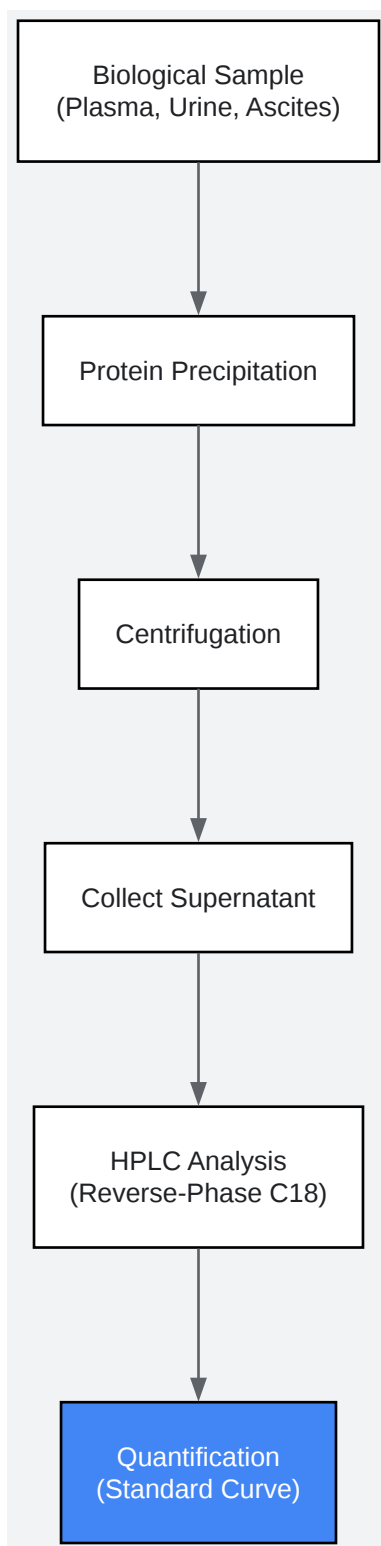 Biological Sample
(Plasma, Urine, Ascites)
Protein Precipitation
Centrifugation
Collect Supernatant
HPLC Analysis
(Reverse-Phase C18)
Quantification
(Standard Curve)